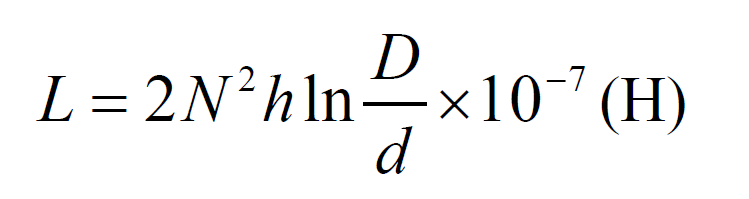 L = 2N²h ln D/d ×10⁻⁷ (H)